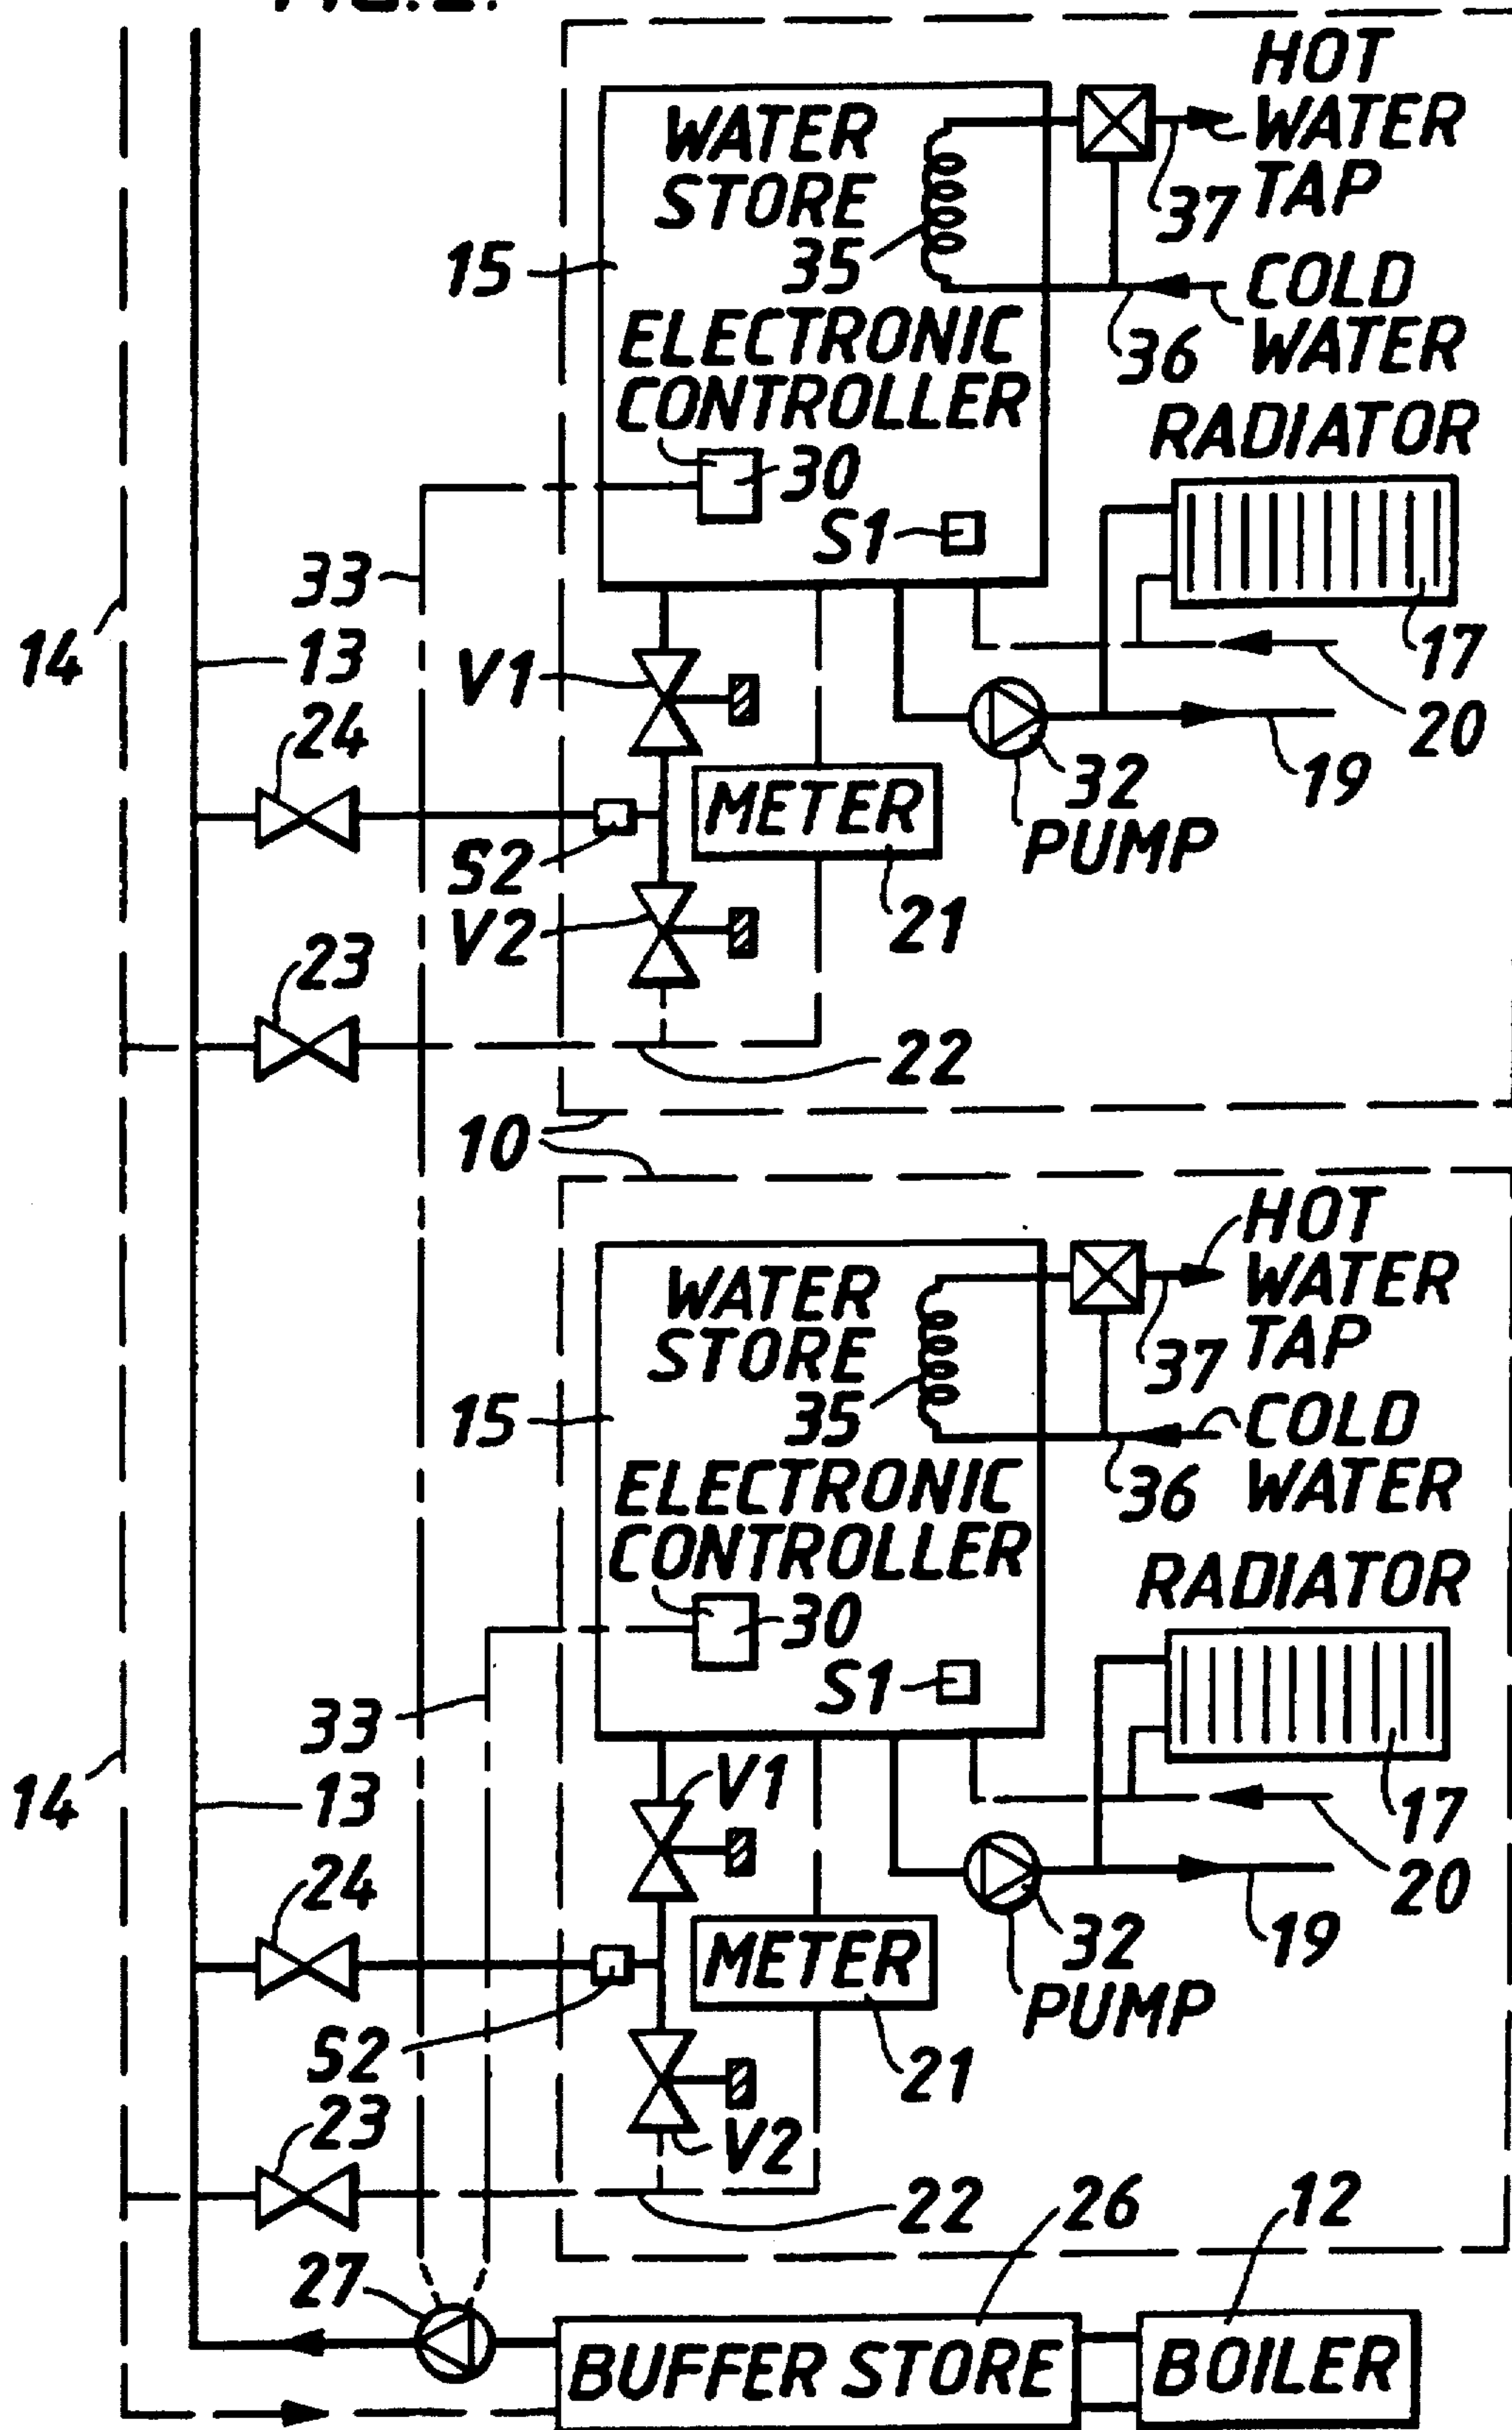 HOT
WATER
TAP
WATER
STORE
37
35
15
COLD
WATER
36
ELECTRONIC
CONTROLLER
RADIATOR
30
S1
33
14
13
17
V1
20
24
19
32
METER
PUMP
S2
21
V2
23
22
10
HOT
WATER
TAP
WATER
STORE
37
35
15
COLD
WATER
36
ELECTRONIC
CONTROLLER
RADIATOR
30
S1
33
V1
14
13
17
20
24
19
32
METER
PUMP
S2
21
V2
23
22
26
12
27
BUFFER STORE
BOILER